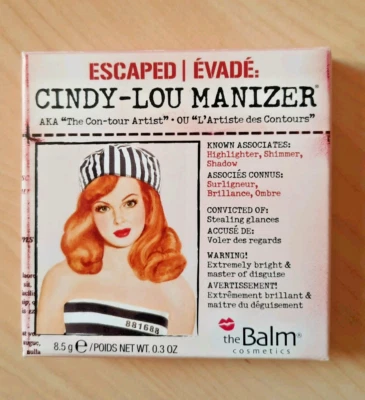 ESCAPED | ÉVADÉ:
CINDY-LOU MANIZER®
AKA "The Con-tour Artist" • OU "L'Artiste des Contours"
KNOWN ASSOCIATES:
Highlighter, Shimmer,
Shadow
ASSOCIÉS CONNUS:
Surligneur,
Brillance, Ombre
CONVICTED OF:
Stealing glances
ACCUSÉ DE:
Voler des regards
WARNING!
Extremely bright &
master of disguise
AVERTISSEMENT!
Extrêmement brillant &
maitre du déguisement
881688
8.5 g ℮/POIDS NET WT. 0.3 OZ
theBalm®
cosmetics